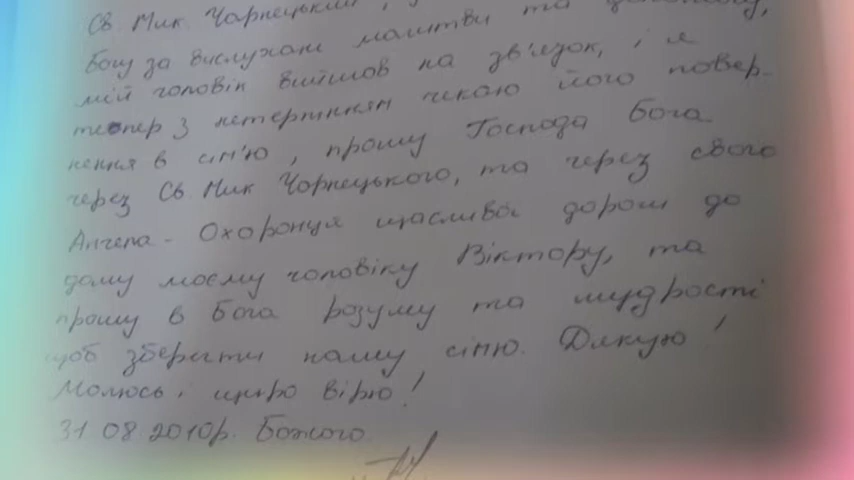 Св. Мик Чарнецький,
богу за вислухані молитви та допомогу,
мій чоловік вийшов на зв'язок, і я
тепер з нетерпінням чекаю його повер-
нення в сім'ю, прошу Господа Бога
через Св. Мик Чарнецького, та через свого
Ангела - Охоронця щасливої дороги до
дому моєму чоловіку Віктору, та
прошу в Бога розуму та мудрості
щоб зберегти нашу сім'ю. Дякую!
Молюсь і щиро вірю!
31.08.2010р. Божого